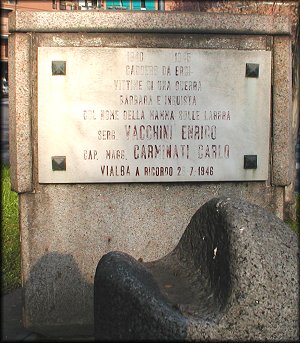 1940 1945
CADDERO DA EROI
VITTIME DI UNA GUERRA
BARBARA E INGIUSTA
COL NOME DELLA MAMMA SULLE LABBRA
SERG. VACCHINI ENRICO
CAP. MAGG. CARMINATI CARLO
VIALBA A RICORDO 7 1946